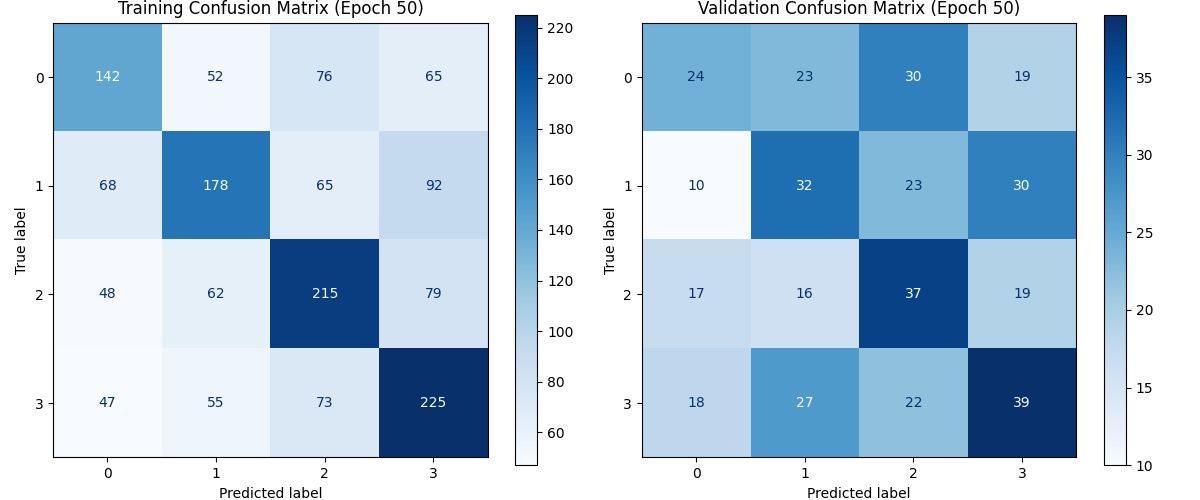 Training Confusion Matrix (Epoch 50)
True label
0 142 52 76 65
1 68 178 65 92
2 48 62 215 79
3 47 55 73 225
0 1 2 3
Predicted label
220
200
180
160
140
120
100
80
60
Validation Confusion Matrix (Epoch 50)
True label
0 24 23 30 19
1 10 32 23 30
2 17 16 37 19
3 18 27 22 39
0 1 2 3
Predicted label
35
30
25
20
15
10